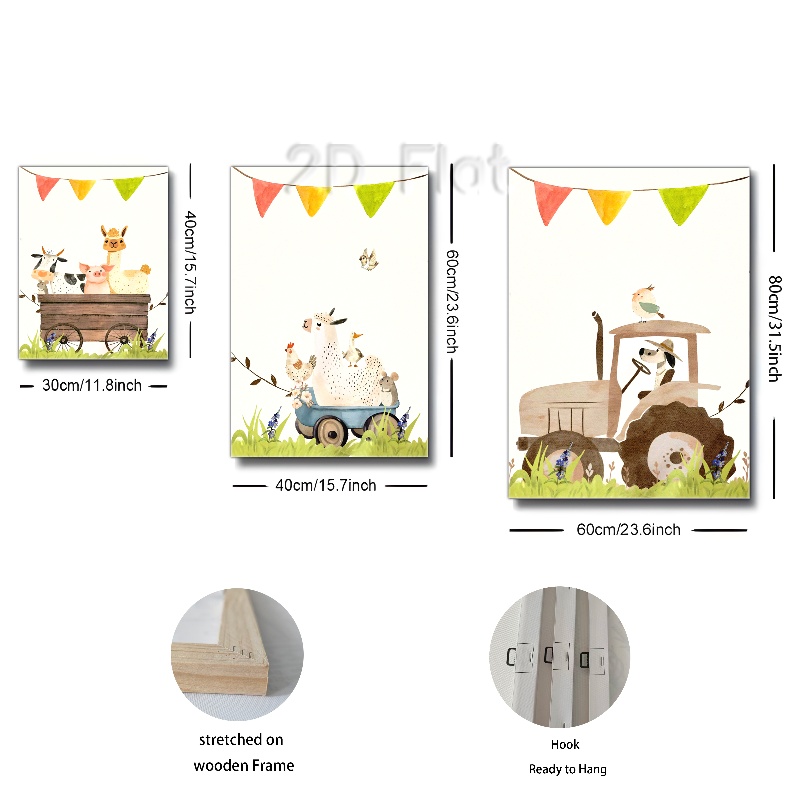 2D Flat
40cm/15.7inch
60cm/23.6inch
80cm/31.5inch
30cm/11.8inch
40cm/15.7inch
60cm/23.6inch
stretched on
wooden Frame
Hook
Ready to Hang